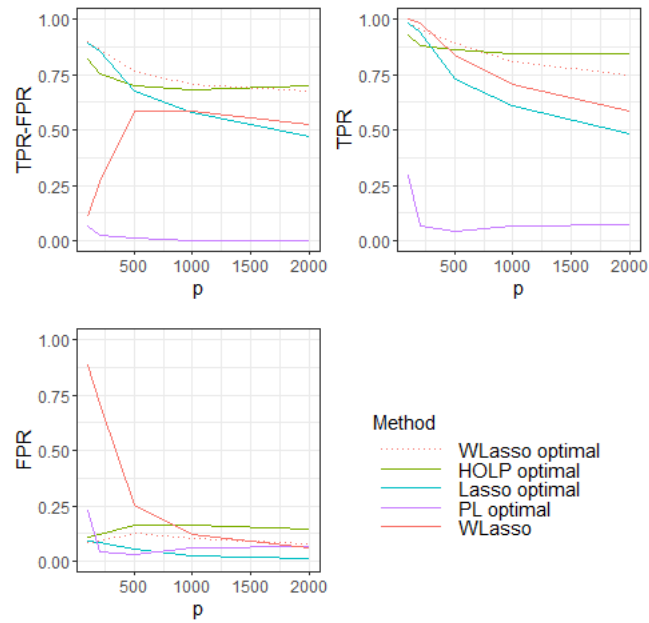 TPR-FPR
1.00
0.75
0.50
0.25
0.00
500 1000 1500 2000
p
TPR
1.00
0.75
0.50
0.25
0.00
500 1000 1500 2000
p
FPR
1.00
0.75
0.50
0.25
0.00
500 1000 1500 2000
p
Method
WLasso optimal
HOLP optimal
Lasso optimal
PL optimal
WLasso